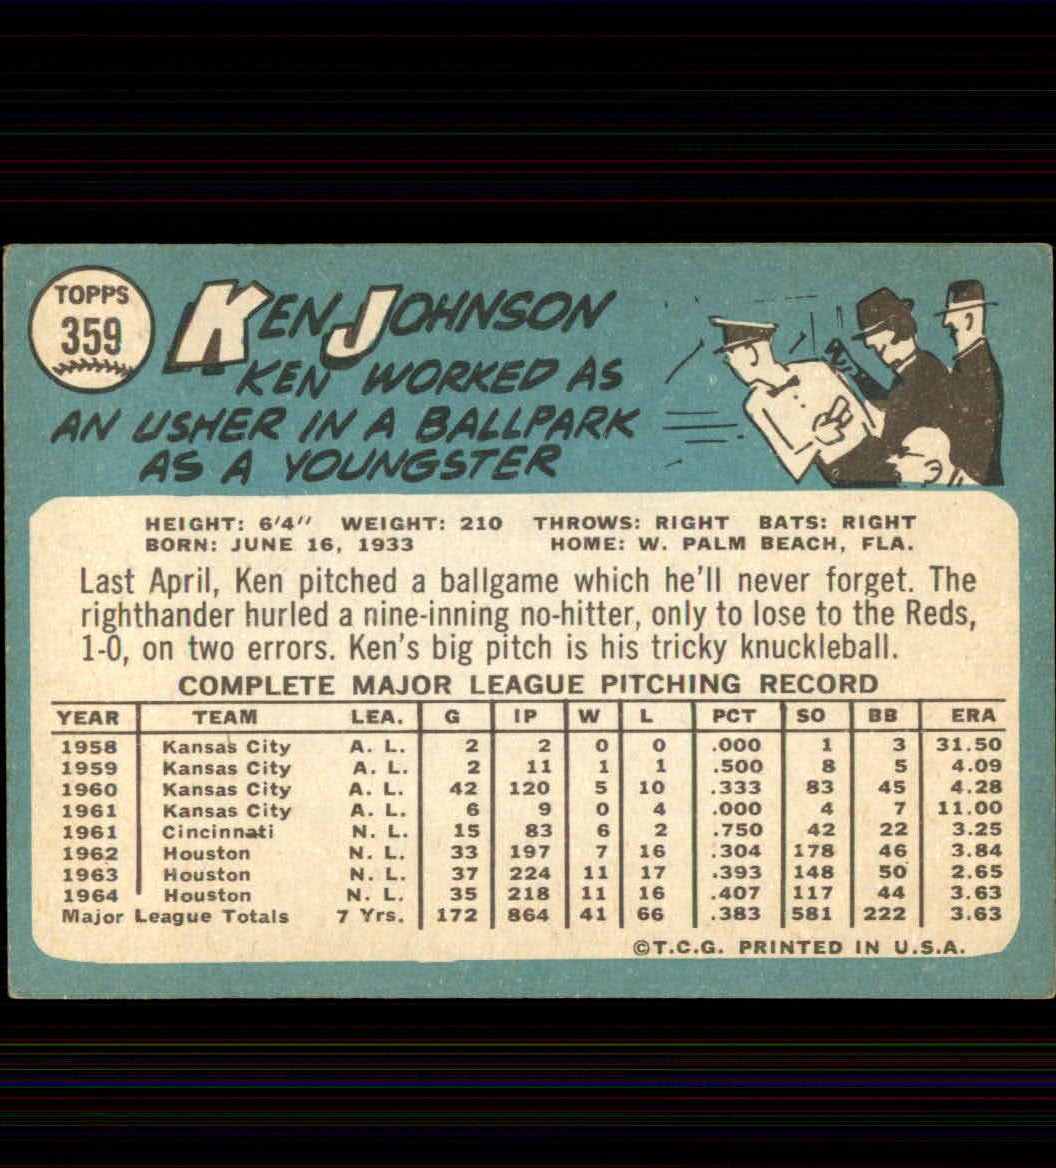 TOPPS
359
KEN JOHNSON
KEN WORKED AS
AN USHER IN A BALLPARK
AS A YOUNGSTER
HEIGHT: 6'4" WEIGHT: 210 THROWS: RIGHT BATS: RIGHT
BORN: JUNE 16, 1933 HOME: W. PALM BEACH, FLA.
Last April, Ken pitched a ballgame which he'll never forget. The
righthander hurled a nine-inning no-hitter, only to lose to the Reds,
1-0, on two errors. Ken's big pitch is his tricky knuckleball.
COMPLETE MAJOR LEAGUE PITCHING RECORD
YEAR TEAM LEA. G IP W L PCT SO BB ERA
1958 Kansas City A. L. 2 2 0 0 .000 1 3 31.50
1959 Kansas City A. L. 2 11 1 1 .500 8 5 4.09
1960 Kansas City A. L. 42 120 5 10 .333 83 45 4.28
1961 Kansas City A. L. 6 9 0 4 .000 4 7 11.00
1961 Cincinnati N. L. 15 83 6 2 .750 42 22 3.25
1962 Houston N. L. 33 197 7 16 .304 178 46 3.84
1963 Houston N. L. 37 224 11 17 .393 148 50 2.65
1964 Houston N. L. 35 218 11 16 .407 117 44 3.63
Major League Totals 7 Yrs. 172 864 41 66 .383 581 222 3.63
©T.C.G. PRINTED IN U.S.A.